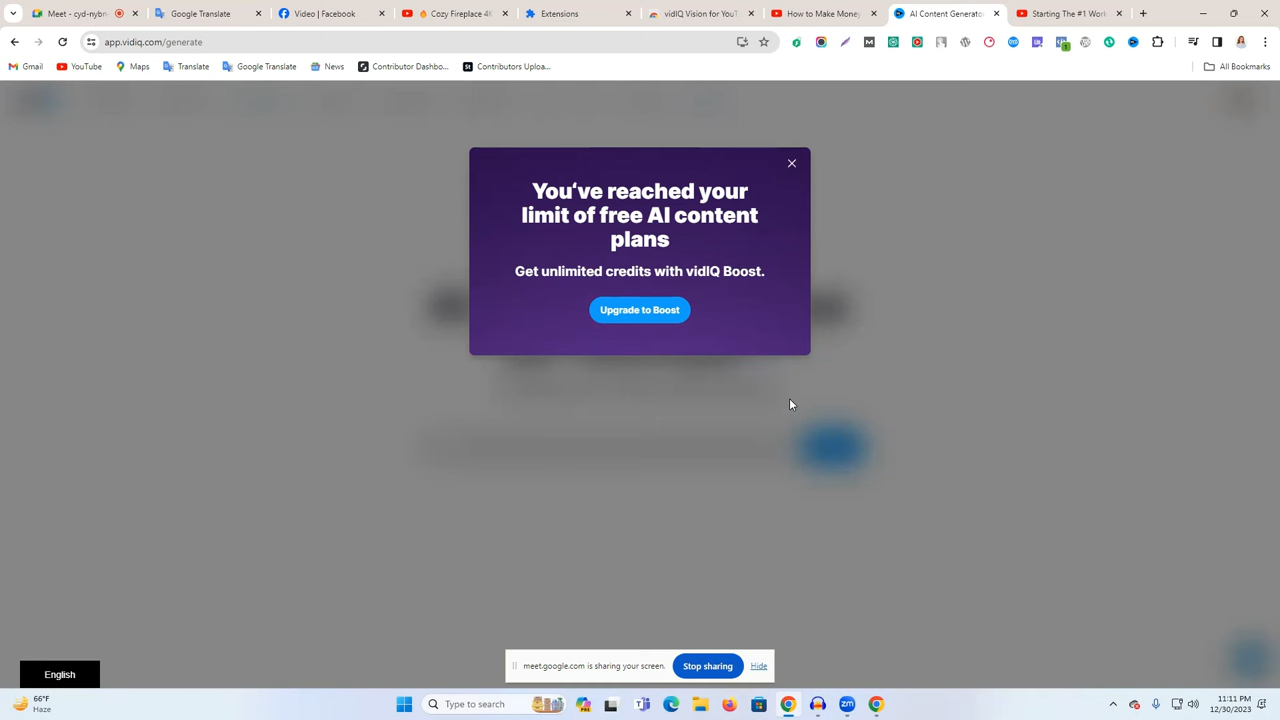 Meet - cyd-nybr
Google Translate
Video | Facebook
🔥 Cozy Fireplace 4K
Extensions
vidIQ Vision for YouT
How to Make Money
AI Content Generato
Starting The #1 Work
app.vidiq.com/generate
Gmail
YouTube
Maps
Translate
Google Translate
News
Contributor Dashbo...
Contributors Uploa...
All Bookmarks
You've reached your
limit of free AI content
plans
Get unlimited credits with vidIQ Boost.
Upgrade to Boost
meet.google.com is sharing your screen.
Stop sharing
Hide
English
66°F
Haze
Type to search
11:11 PM
12/30/2023